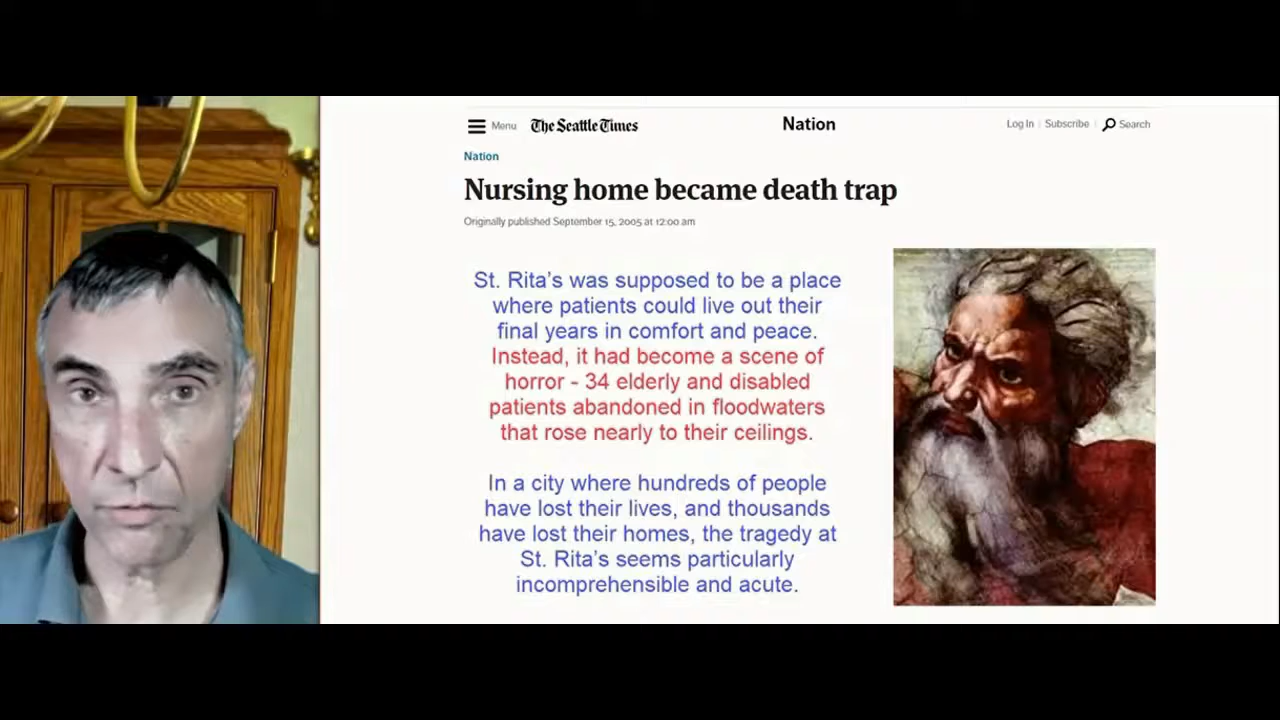 Menu The Seattle Times Nation Log In Subscribe Search
Nation
Nursing home became death trap
Originally published September 15, 2005 at 12:00 am
St. Rita's was supposed to be a place
where patients could live out their
final years in comfort and peace.
Instead, it had become a scene of
horror - 34 elderly and disabled
patients abandoned in floodwaters
that rose nearly to their ceilings.
In a city where hundreds of people
have lost their lives, and thousands
have lost their homes, the tragedy at
St. Rita's seems particularly
incomprehensible and acute.